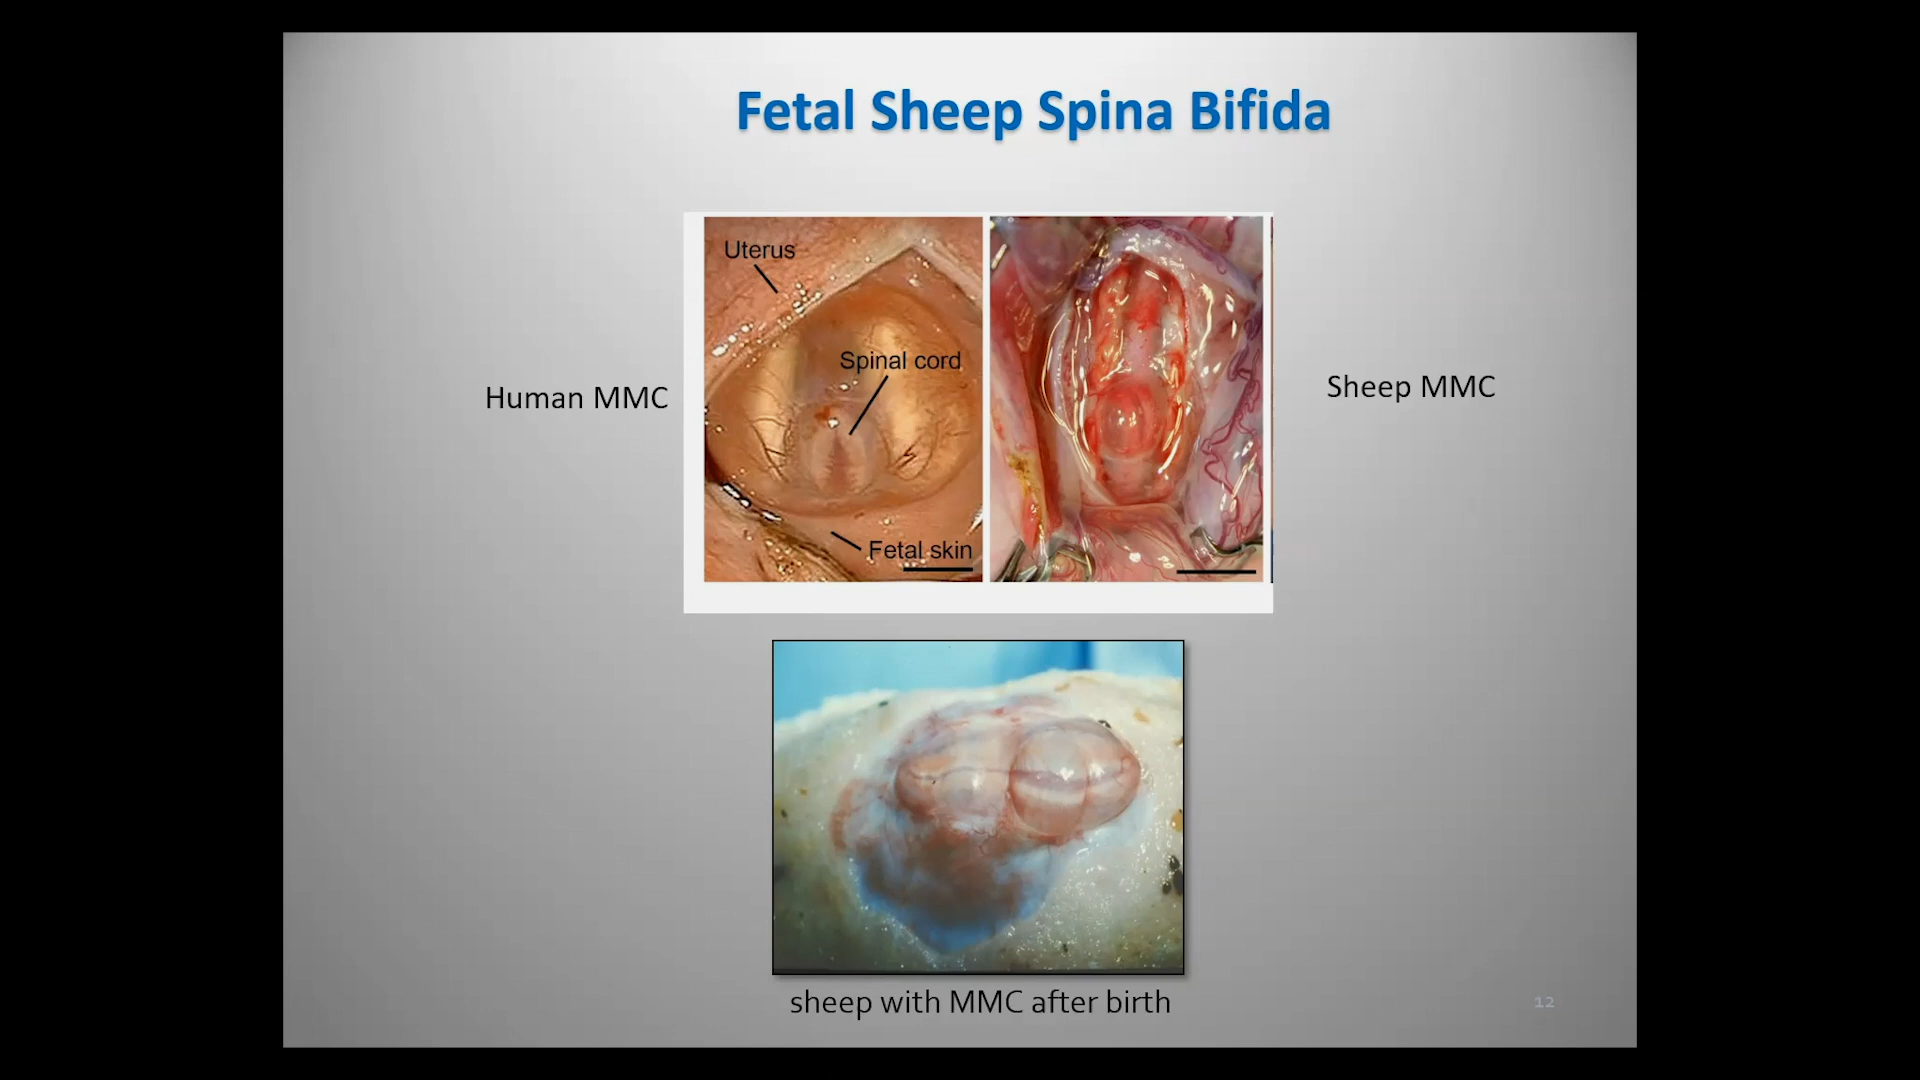 Fetal Sheep Spina Bifida
Uterus
Spinal cord
Human MMC
Sheep MMC
Fetal skin
sheep with MMC after birth
12